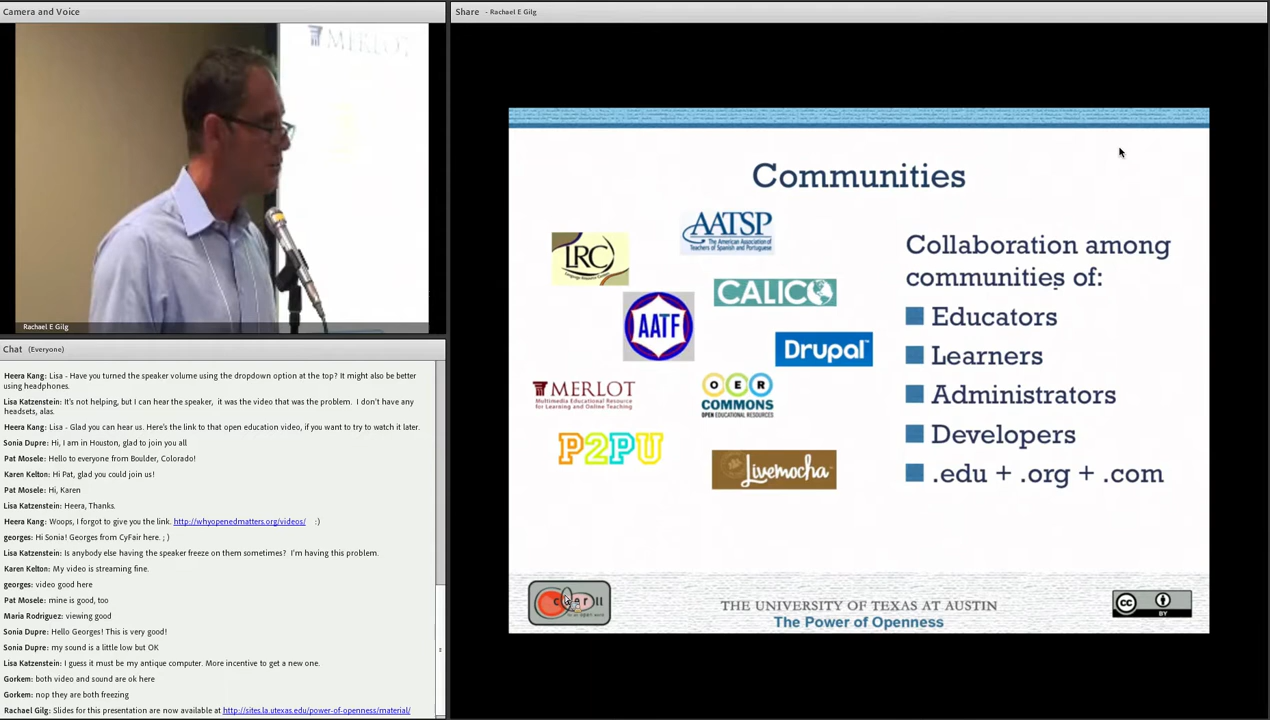 Camera and Voice
MERLOT
Rachael E Gilg
Chat (Everyone)
Heera Kang: Lisa - Have you turned the speaker volume using the dropdown option at the top? It might also be better
using headphones.
Lisa Katzenstein: It's not helping, but I can hear the speaker, it was the video that was the problem. I don't have any
headsets, alas.
Heera Kang: Lisa - Glad you can hear us. Here's the link to that open education video, if you want to try to watch it later.
Sonia Dupre: Hi, I am in Houston, glad to join you all
Pat Mosele: Hello to everyone from Boulder, Colorado!
Karen Kelton: Hi Pat, glad you could join us!
Pat Mosele: Hi, Karen
Lisa Katzenstein: Heera, Thanks.
Heera Kang: Woops, I forgot to give you the link. http://whyopenedmatters.org/videos/ :)
georges: Hi Sonia! Georges from CyFair here. ; )
Lisa Katzenstein: Is anybody else having the speaker freeze on them sometimes? I'm having this problem.
Karen Kelton: My video is streaming fine.
georges: video good here
Pat Mosele: mine is good, too
Maria Rodriguez: viewing good
Sonia Dupre: Hello Georges! This is very good!
Sonia Dupre: my sound is a little low but OK
Lisa Katzenstein: I guess it must be my antique computer. More incentive to get a new one.
Gorkem: both video and sound are ok here
Gorkem: nop they are both freezing
Rachael Gilg: Slides for this presentation are now available at http://sites.la.utexas.edu/power-of-openness/material/
Share - Rachael E Gilg
Communities
AATSP
The American Association of
Teachers of Spanish and Portuguese
LRC
CALICO
AATF
Drupal™
MERLOT
Multimedia Educational Resource
for Learning and Online Teaching
OER
COMMONS
OPEN EDUCATIONAL RESOURCES
P2PU
Livemocha
Collaboration among
communities of:
Educators
Learners
Administrators
Developers
.edu + .org + .com
THE UNIVERSITY OF TEXAS AT AUSTIN
The Power of Openness
cc
BY